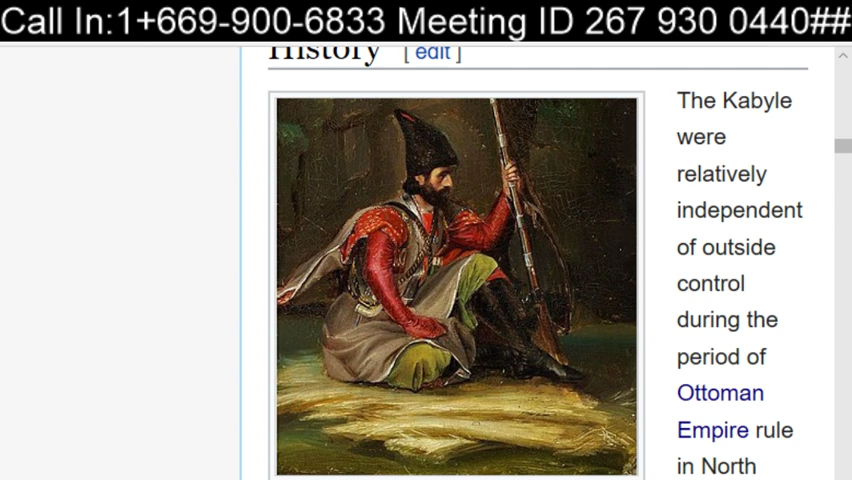 Call In:1+669-900-6833 Meeting ID 267 930 0440##
History [ edit ]
The Kabyle
were
relatively
independent
of outside
control
during the
period of
Ottoman
Empire rule
in North